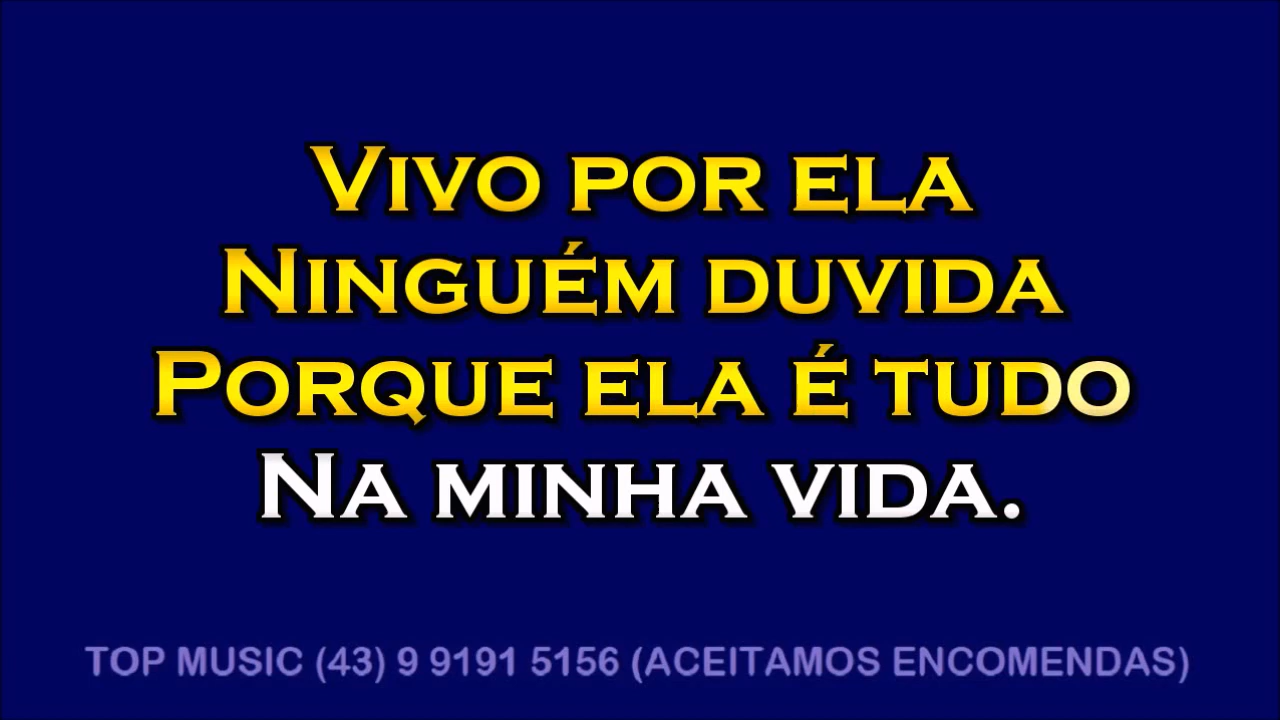 Vivo por ela
Ninguém duvida
Porque ela é tudo
Na minha vida.
TOP MUSIC (43) 9 9191 5156 (ACEITAMOS ENCOMENDAS)